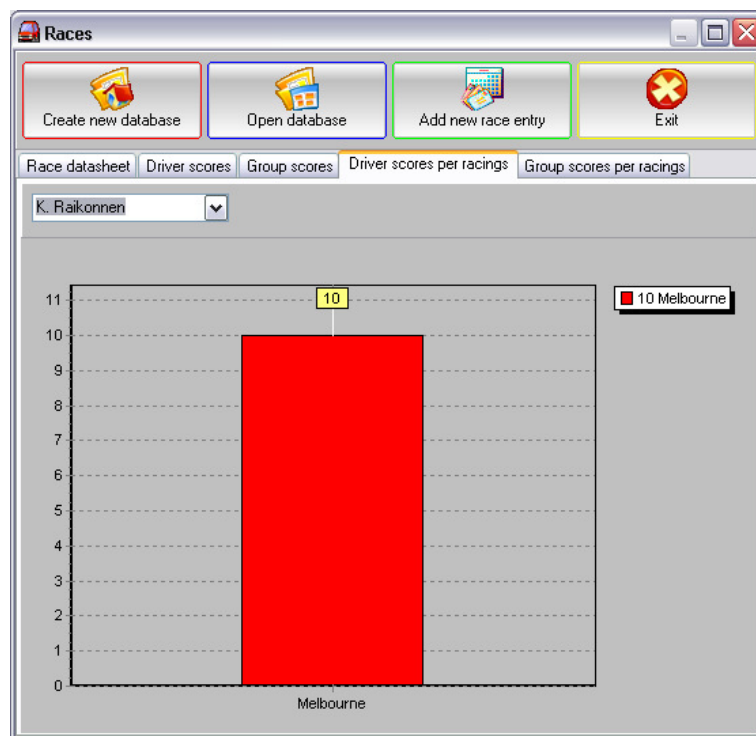 Races
Create new database
Open database
Add new race entry
Exit
Race datasheet
Driver scores
Group scores
Driver scores per racings
Group scores per racings
K. Raikonnen
11
10
9
8
7
6
5
4
3
2
1
0
10
Melbourne
10 Melbourne